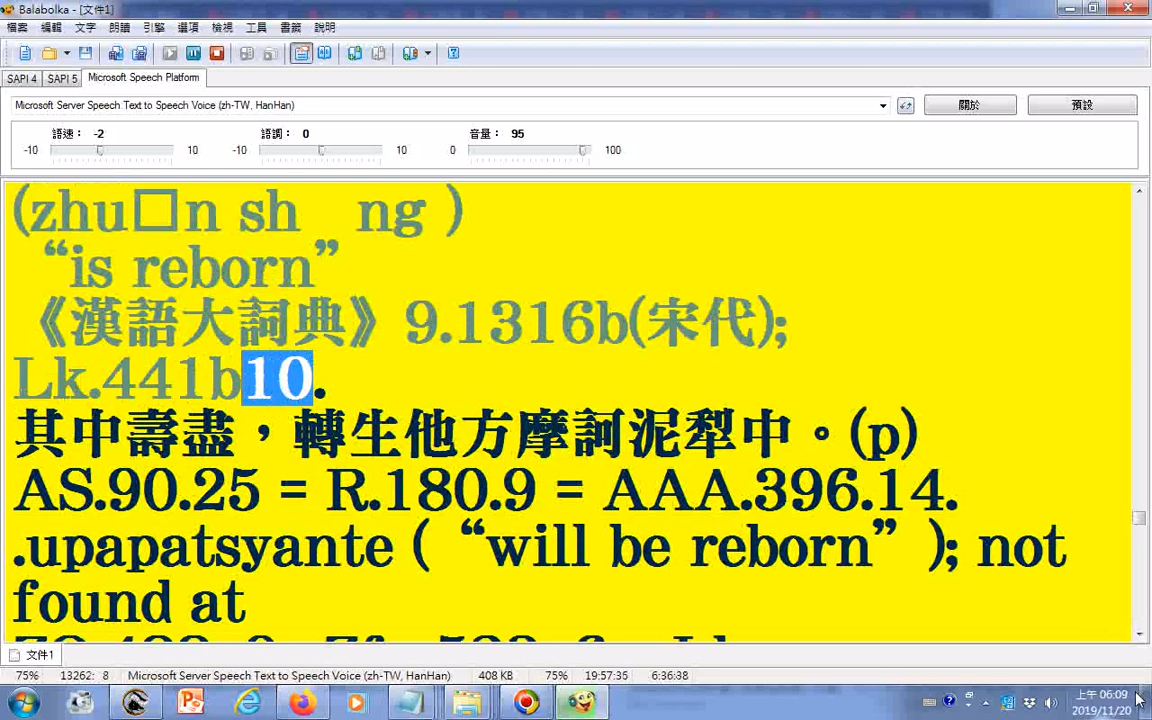 Balabolka - [文件1]
檔案 編輯 文字 朗讀 引擎 選項 檢視 工具 書籤 說明
SAPI 4 SAPI 5 Microsoft Speech Platform
Microsoft Server Speech Text to Speech Voice (zh-TW, HanHan)
關於 預設
語速: -2 語調: 0 音量: 95
-10 10 -10 10 0 100
(zhu□n sh ng )
“is reborn”
《漢語大詞典》 9.1316b(宋代);
Lk.441b10.
其中壽盡，轉生他方摩訶泥犁中。(p)
AS.90.25 = R.180.9 = AAA.396.14.
.upapatsyante (“will be reborn”); not
found at
文件1
75% 13262: 8 Microsoft Server Speech Text to Speech Voice (zh-TW, HanHan) 408 KB 75% 19:57:35 6:36:38
上午 06:09
2019/11/20